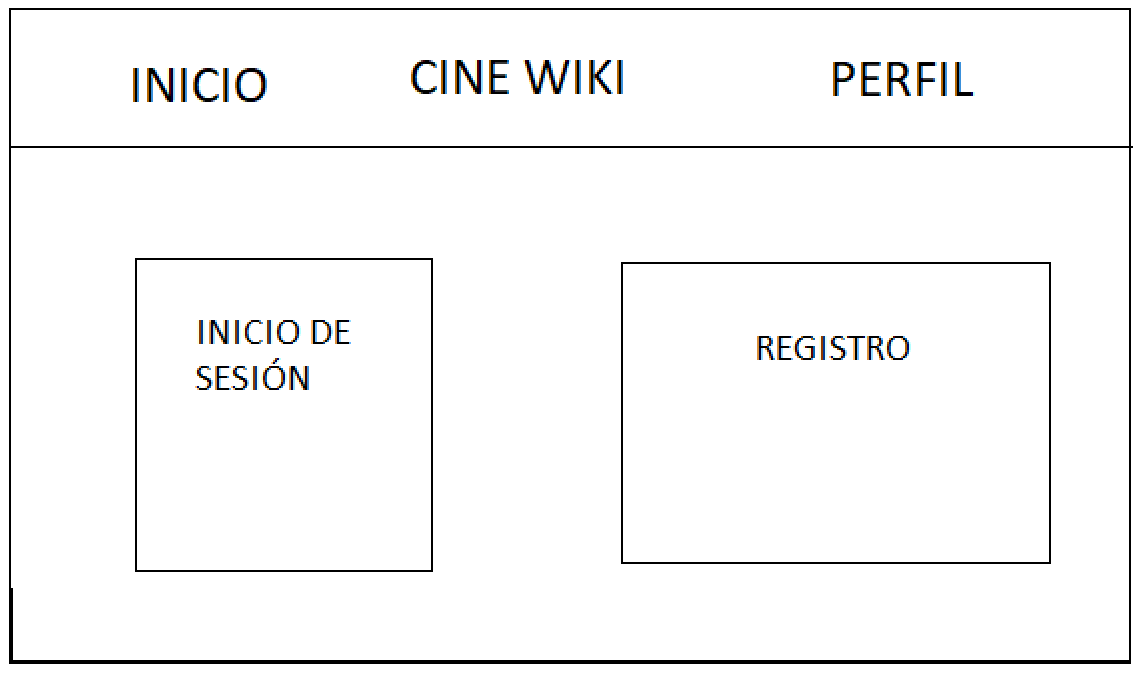 INICIO
CINE WIKI
PERFIL
INICIO DE
SESIÓN
REGISTRO